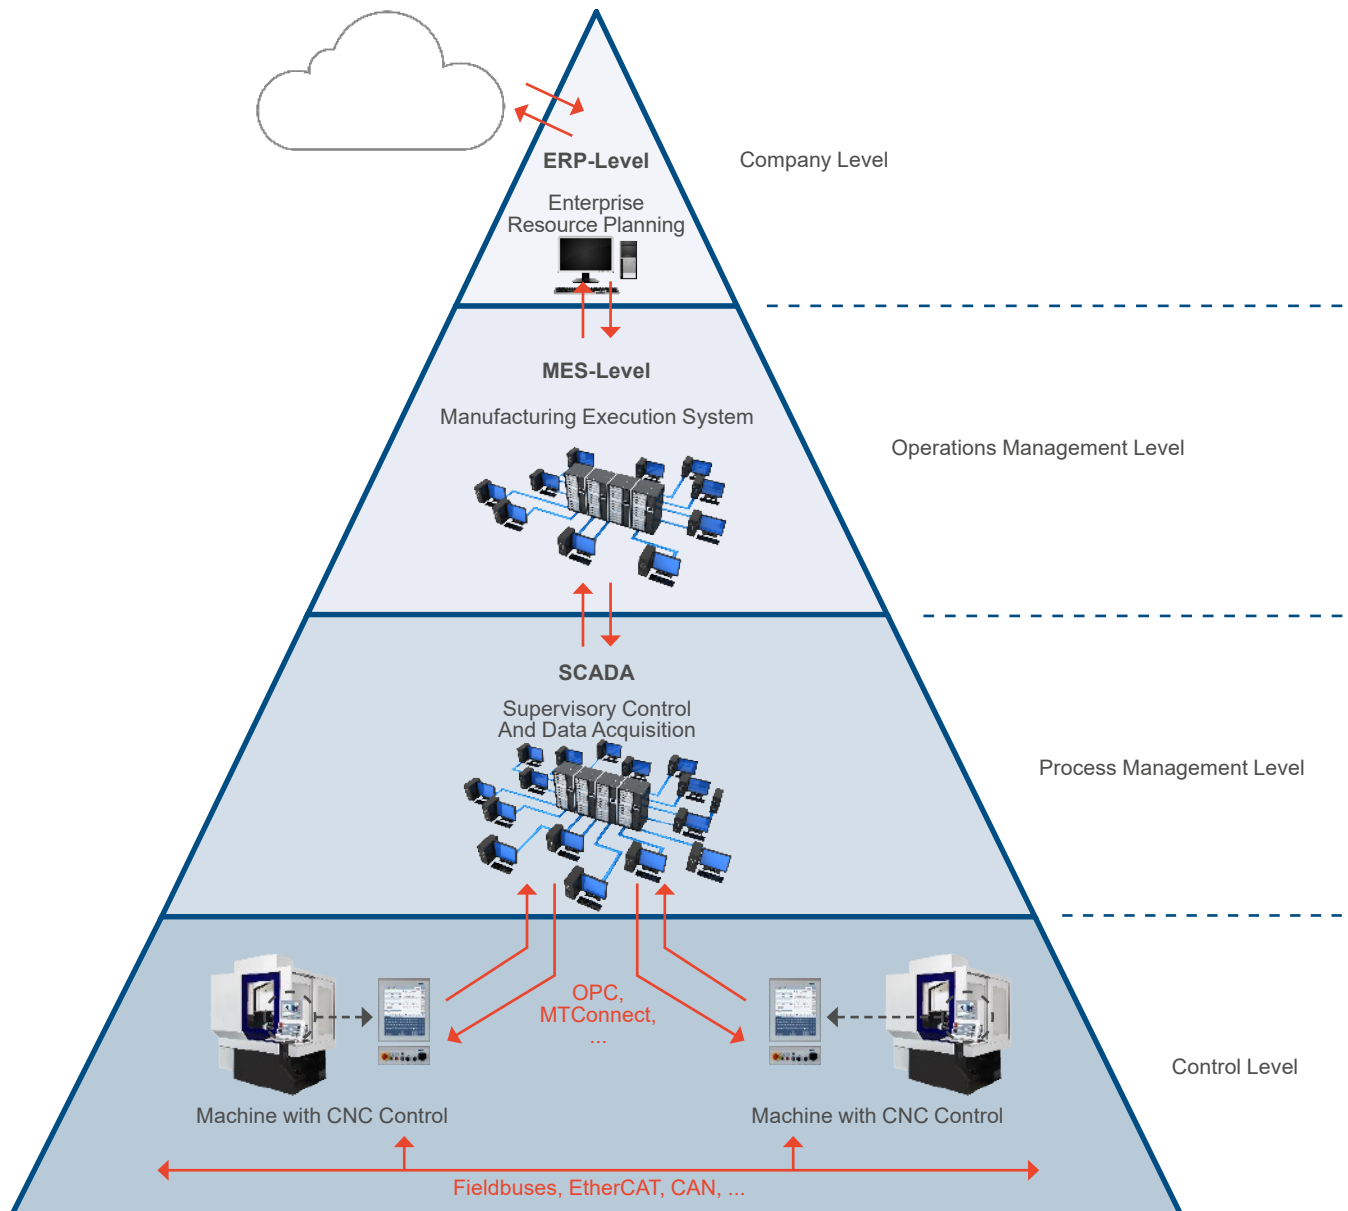 ERP-Level
Company Level
Enterprise
Resource Planning
MES-Level
Manufacturing Execution System
Operations Management Level
SCADA
Supervisory Control
And Data Acquisition
Process Management Level
OPC,
MTConnect,
...
Control Level
Machine with CNC Control
Machine with CNC Control
Fieldbuses, EtherCAT, CAN, ...